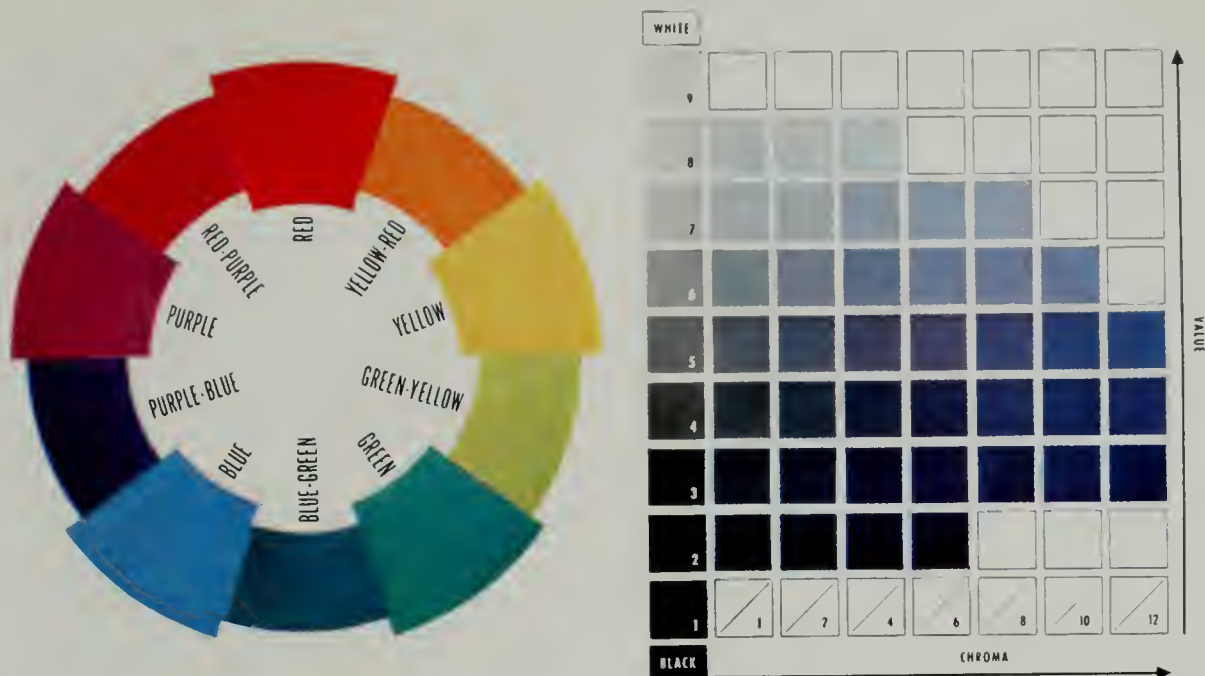 RED
YELLOW-RED
YELLOW
GREEN-YELLOW
GREEN
BLUE-GREEN
BLUE
PURPLE-BLUE
PURPLE
RED-PURPLE
WHITE
9
8
7
6
5
4
3
2
1
1 2 4 6 8 10 12
BLACK
CHROMA
VALUE